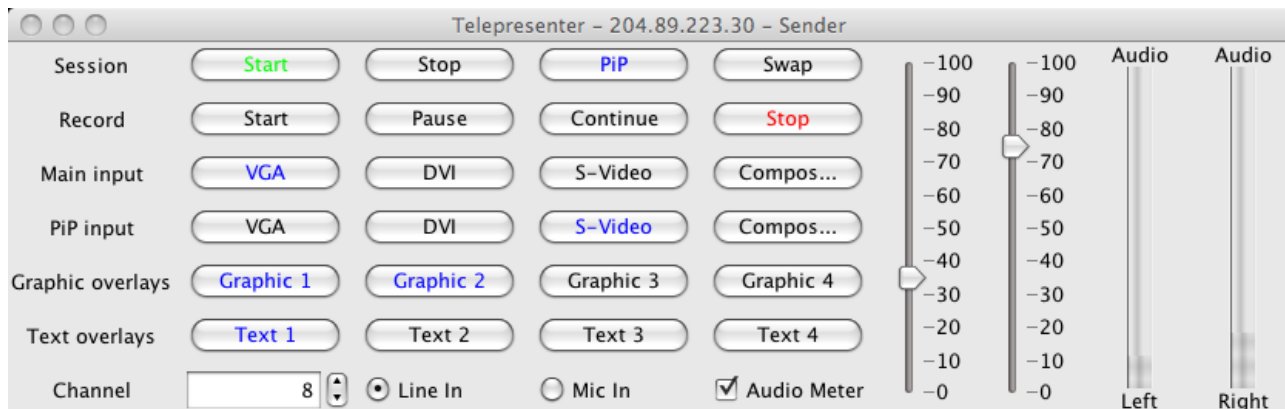 Telepresenter – 204.89.223.30 – Sender
Session Start Stop PiP Swap
Record Start Pause Continue Stop
Main input VGA DVI S-Video Compos...
PiP input VGA DVI S-Video Compos...
Graphic overlays Graphic 1 Graphic 2 Graphic 3 Graphic 4
Text overlays Text 1 Text 2 Text 3 Text 4
Channel 8 Line In Mic In Audio Meter
100
90
80
70
60
50
40
30
20
10
0
100
90
80
70
60
50
40
30
20
10
0
Audio
Left
Audio
Right